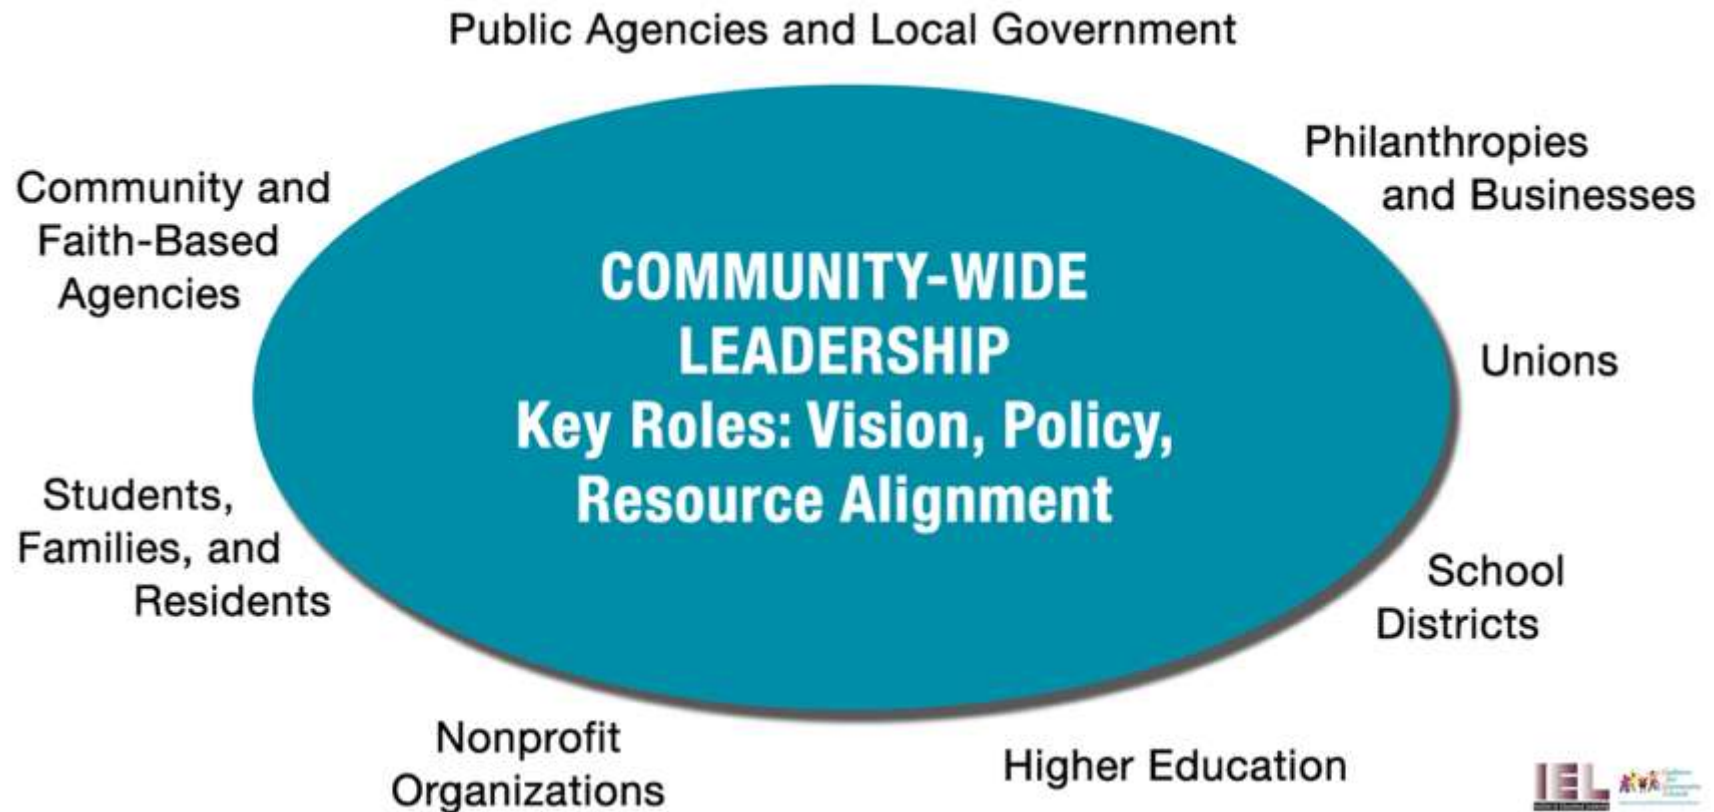 Public Agencies and Local Government
Philanthropies
and Businesses
Community and
Faith-Based
Agencies
COMMUNITY-WIDE
LEADERSHIP
Key Roles: Vision, Policy,
Resource Alignment
Unions
Students,
Families, and
Residents
School
Districts
Nonprofit
Organizations
Higher Education
IEL